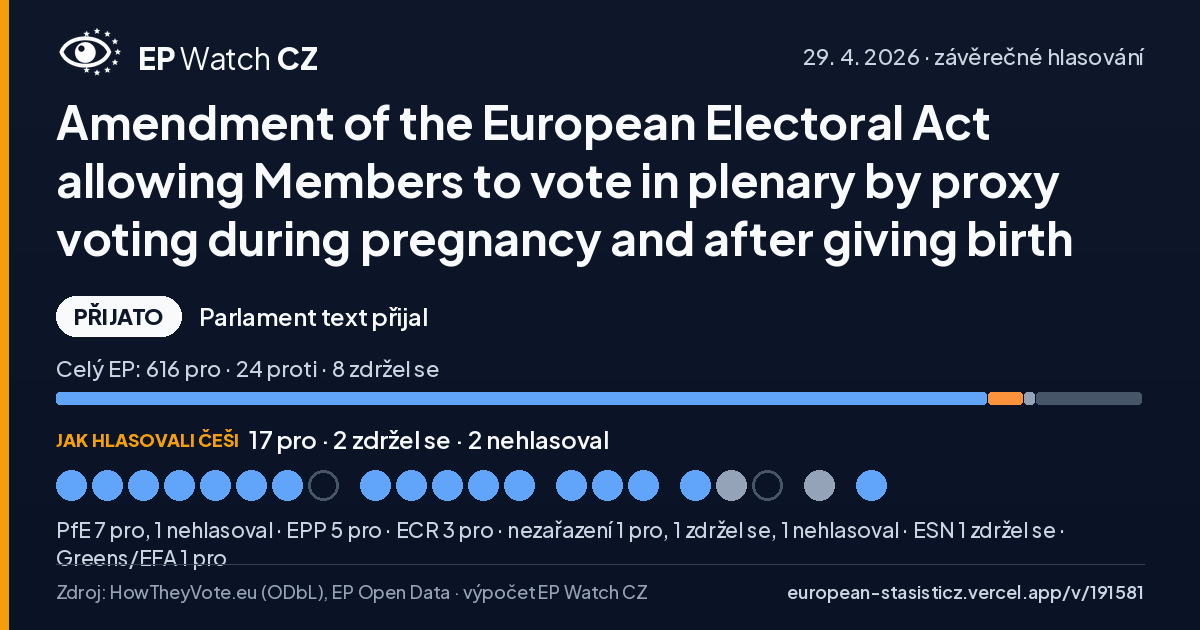 EP Watch CZ
29. 4. 2026 · závěrečné hlasování
Amendment of the European Electoral Act
allowing Members to vote in plenary by proxy
voting during pregnancy and after giving birth
PŘIJATO Parlament text přijal
Celý EP: 616 pro · 24 proti · 8 zdržel se
JAK HLASOVALI ČEŠI 17 pro · 2 zdržel se · 2 nehlasoval
PfE 7 pro, 1 nehlasoval · EPP 5 pro · ECR 3 pro · nezařazení 1 pro, 1 zdržel se, 1 nehlasoval · ESN 1 zdržel se ·
Greens/EFA 1 pro
Zdroj: HowTheyVote.eu (ODbL), EP Open Data · výpočet EP Watch CZ
european-stasisticz.vercel.app/v/191581